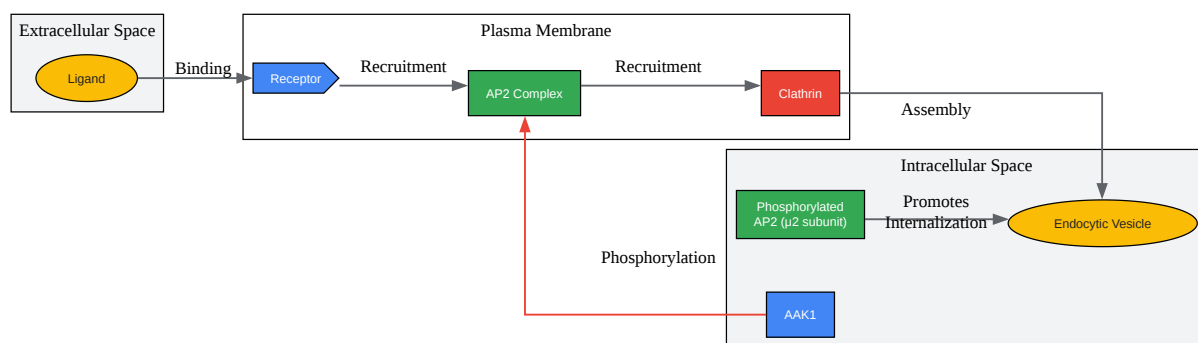 Extracellular Space
Ligand
Binding
Plasma Membrane
Receptor
Recruitment
AP2 Complex
Recruitment
Clathrin
Assembly
Intracellular Space
Phosphorylated
AP2 (μ2 subunit)
Promotes
Internalization
Endocytic Vesicle
Phosphorylation
AAK1